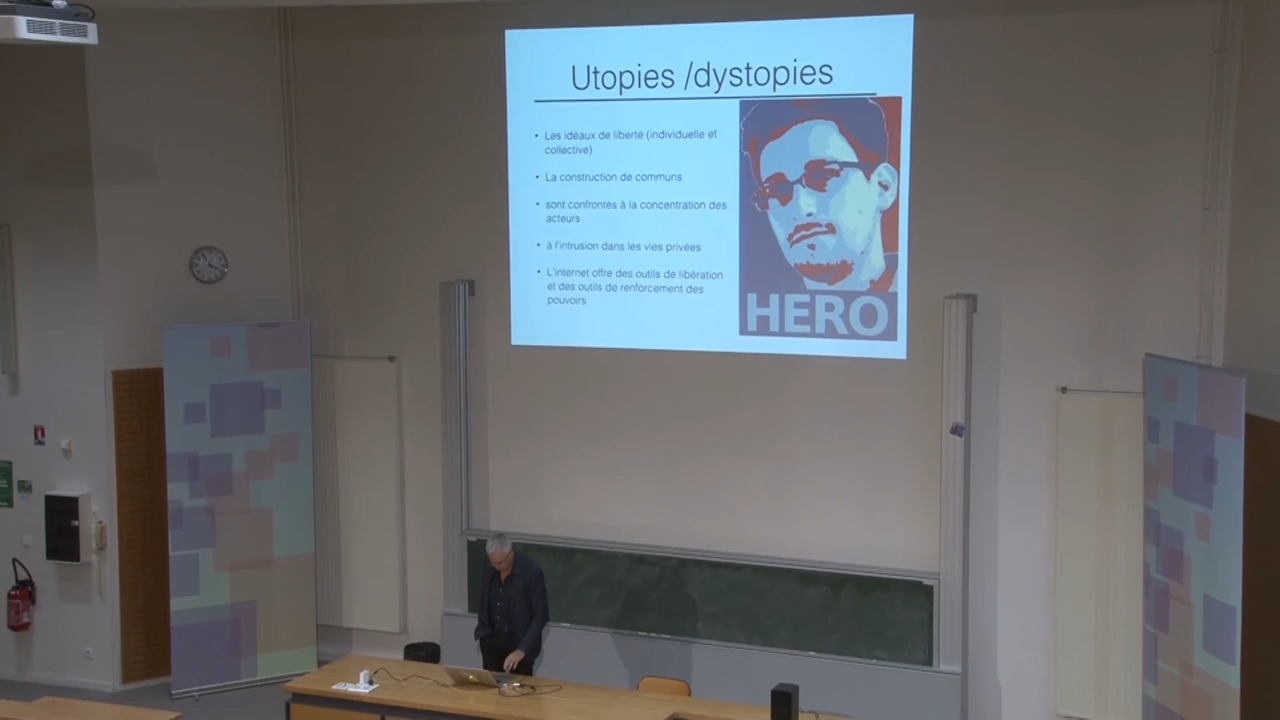 Utopies /dystopies
• Les idéaux de liberté (individuelle et
collective)
• La construction de communs
• sont confrontés à la concentration des
acteurs
• à l'intrusion dans les vies privées
• L'internet offre des outils de libération
et des outils de renforcement des
pouvoirs
HERO